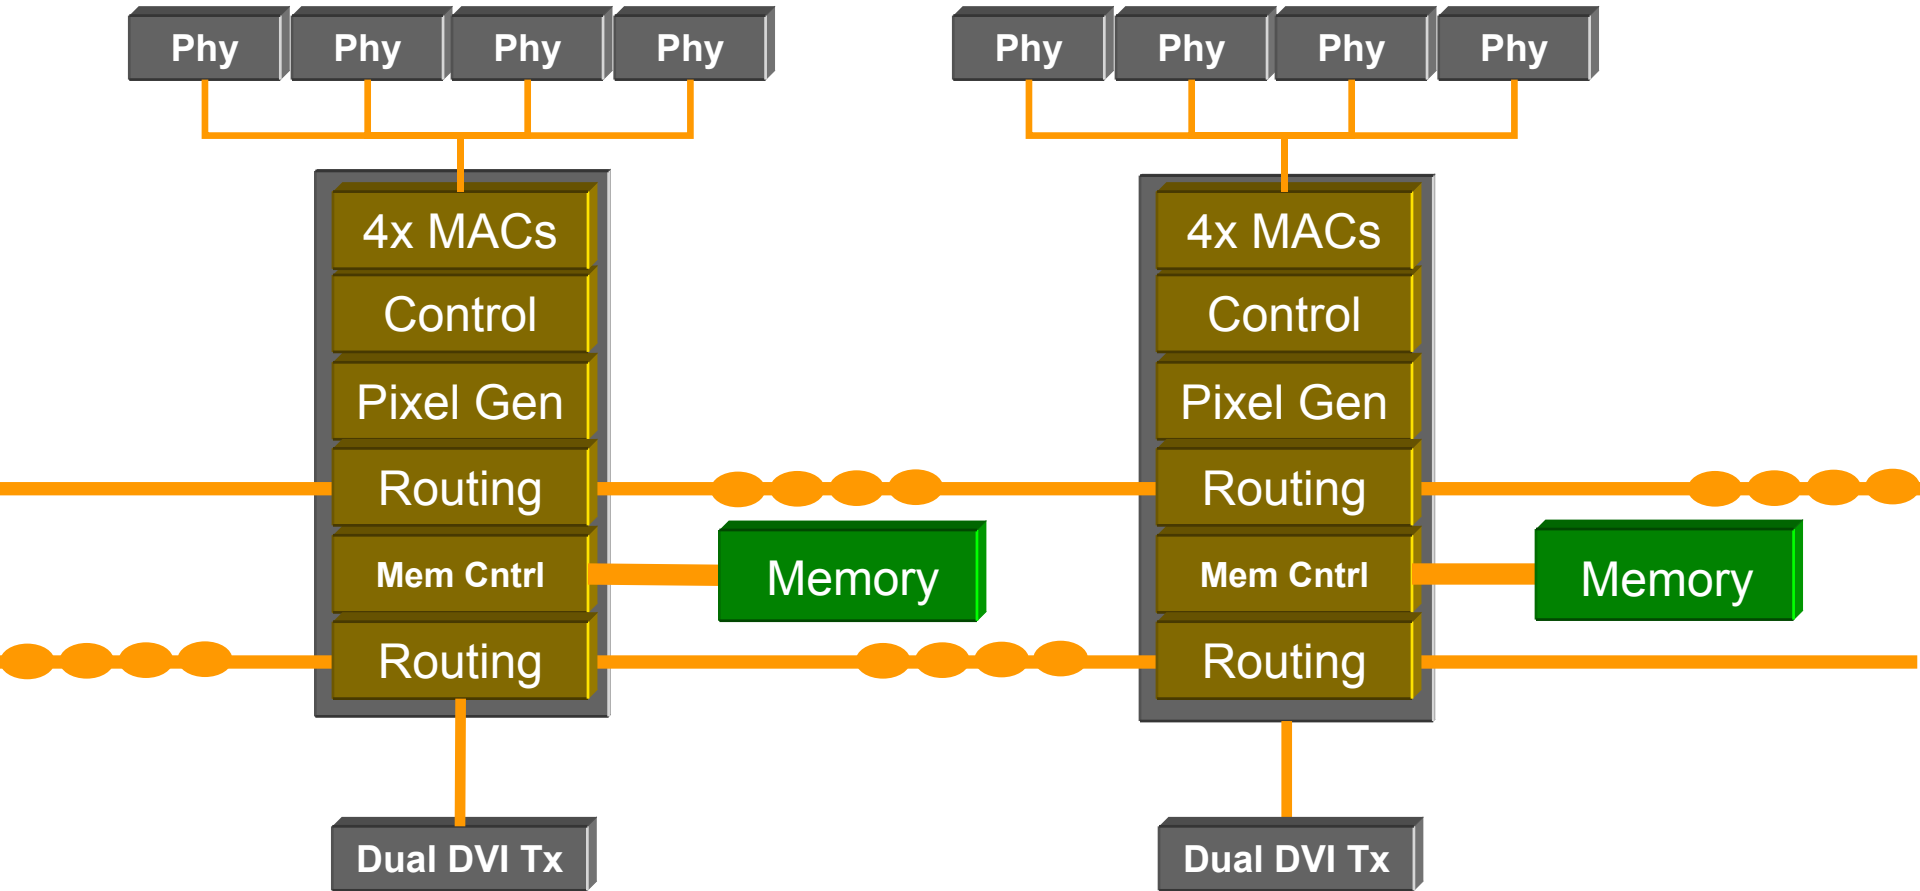 Phy Phy Phy Phy Phy Phy Phy Phy
4x MACs 4x MACs
Control Control
Pixel Gen Pixel Gen
Routing Routing
Mem Cntrl Memory Mem Cntrl Memory
Routing Routing
Dual DVI Tx Dual DVI Tx